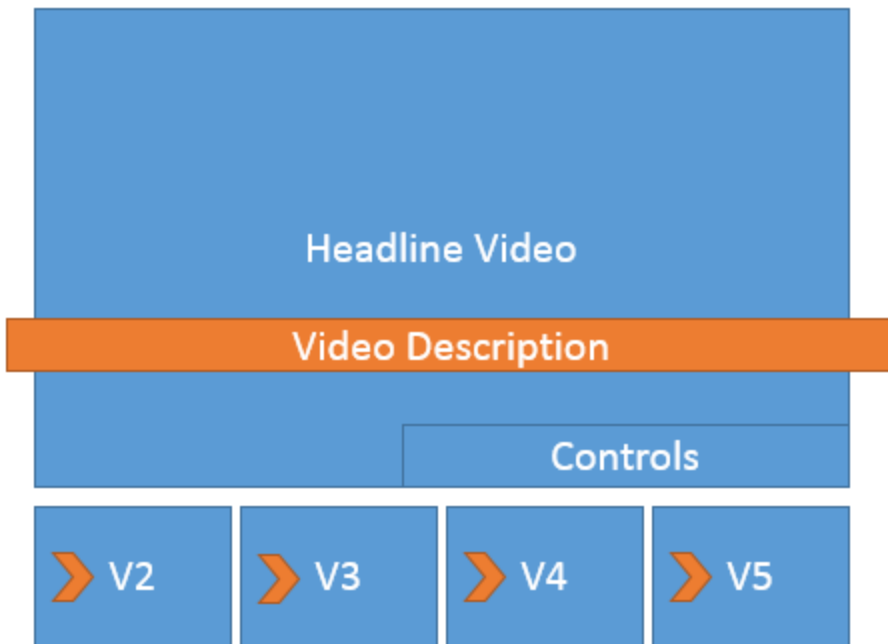 Headline Video
Video Description
Controls
V2
V3
V4
V5